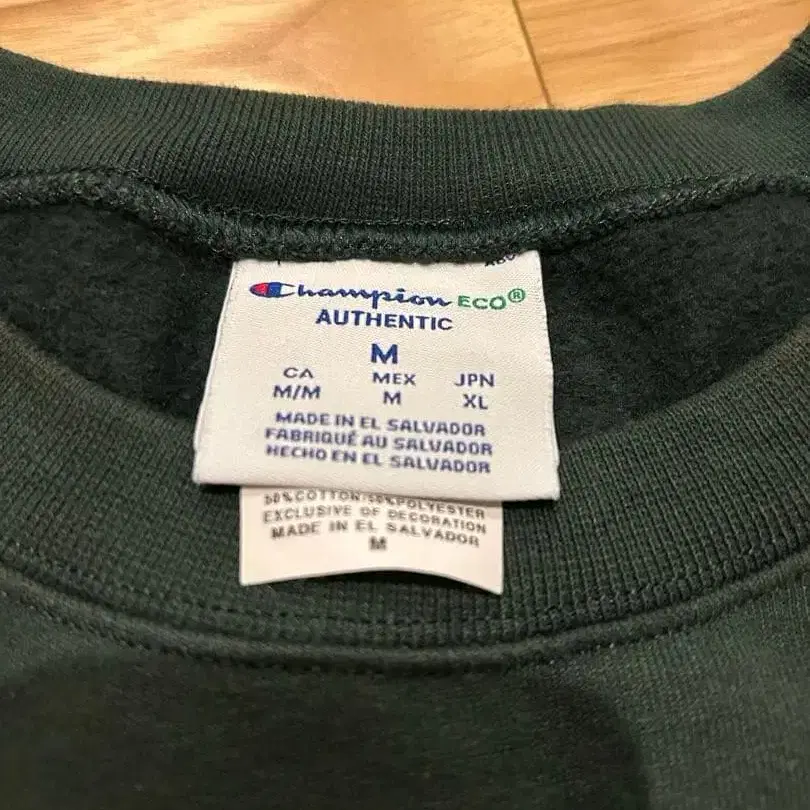 Champion ECO®
AUTHENTIC
M
CA MEX JPN
M/M M XL
MADE IN EL SALVADOR
FABRIQUÉ AU SALVADOR
HECHO EN EL SALVADOR
50%COTTON/50%POLYESTER
EXCLUSIVE OF DECORATION
MADE IN EL SALVADOR
M